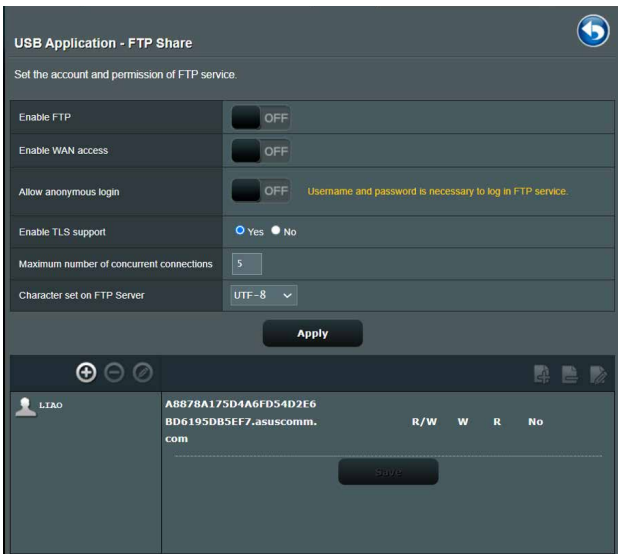 USB Application - FTP Share
Set the account and permission of FTP service.
Enable FTP
OFF
Enable WAN access
OFF
Allow anonymous login
OFF
Username and password is necessary to log in FTP service.
Enable TLS support
Yes No
Maximum number of concurrent connections
5
Character set on FTP Server
UTF-8
Apply
LIAO
A8878A175D4A6FD54D2E6
BD6195DB5EF7.asuscomm.
com
R/W W R No
Save